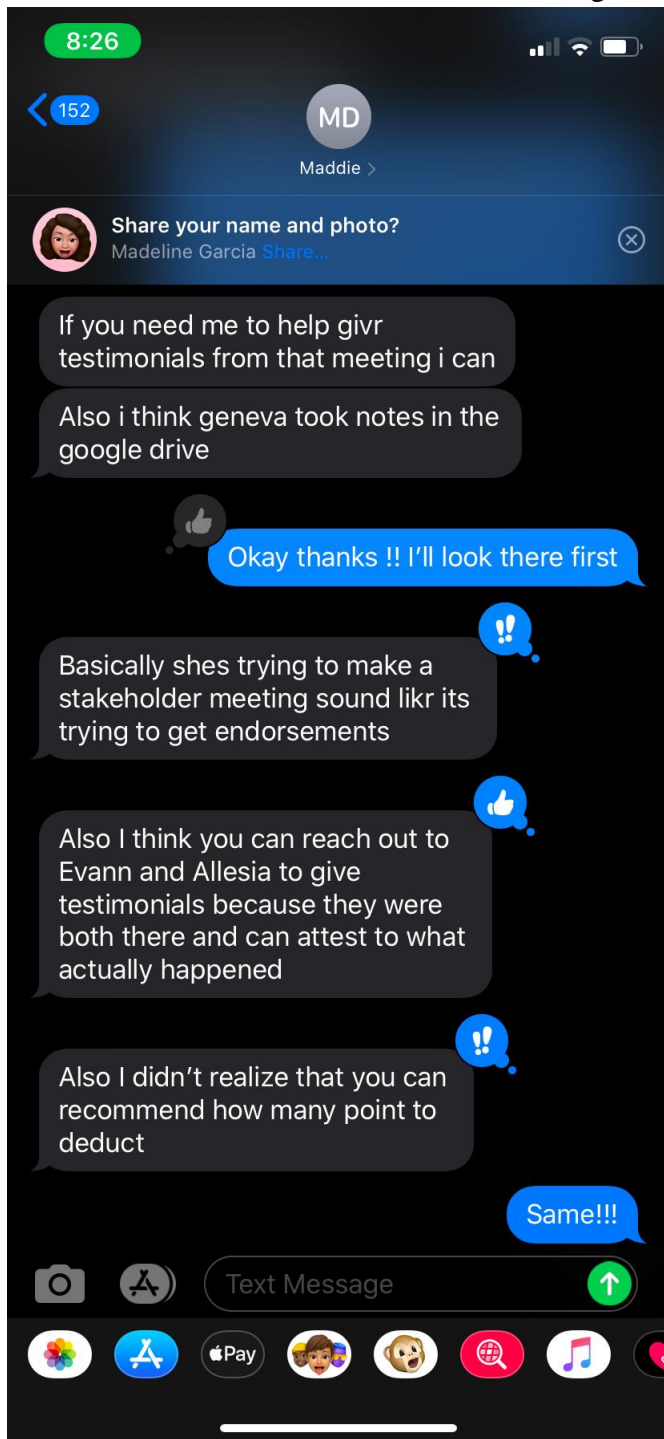 8:26
152
MD
Maddie >
Share your name and photo?
Madeline Garcia Share...
If you need me to help givr
testimonials from that meeting i can
Also i think geneva took notes in the
google drive
Okay thanks !! I'll look there first
!!
Basically shes trying to make a
stakeholder meeting sound likr its
trying to get endorsements
Also I think you can reach out to
Evann and Allesia to give
testimonials because they were
both there and can attest to what
actually happened
!!
Also I didn't realize that you can
recommend how many point to
deduct
Same!!!
Text Message
Pay